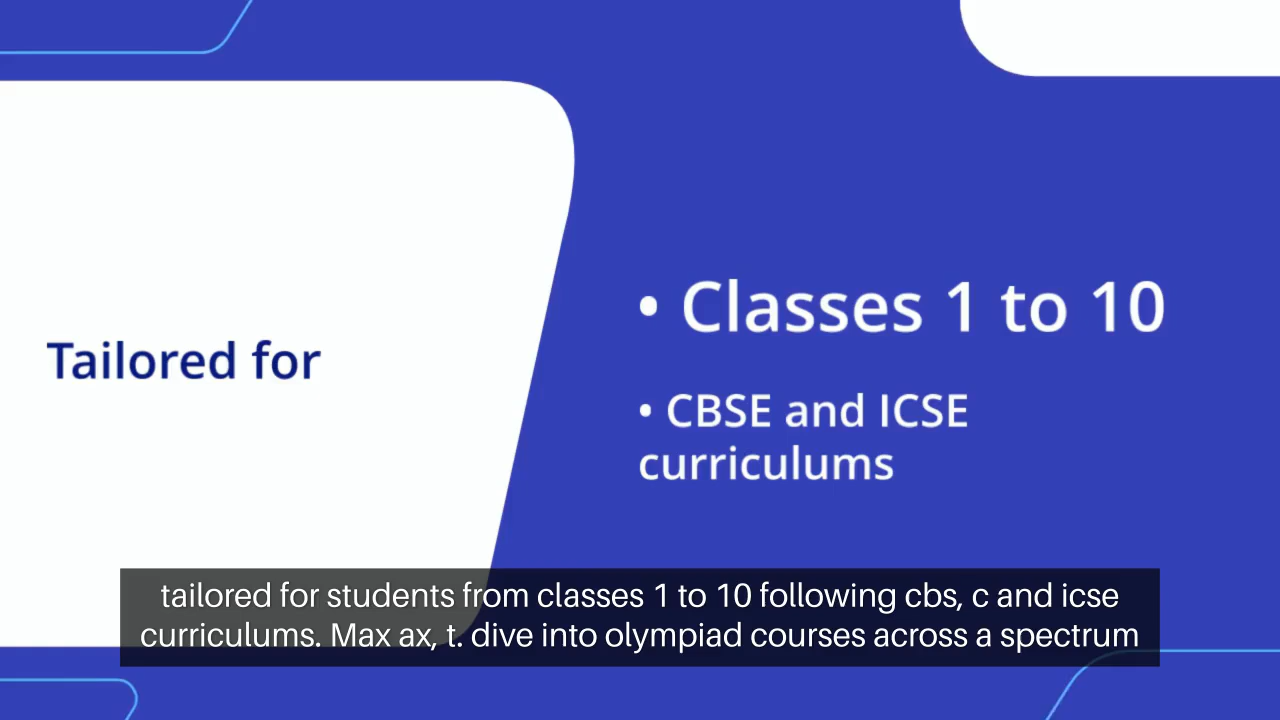 Tailored for
• Classes 1 to 10
• CBSE and ICSE
curriculums
tailored for students from classes 1 to 10 following cbs, c and icse
curriculums. Max ax, t. dive into olympiad courses across a spectrum